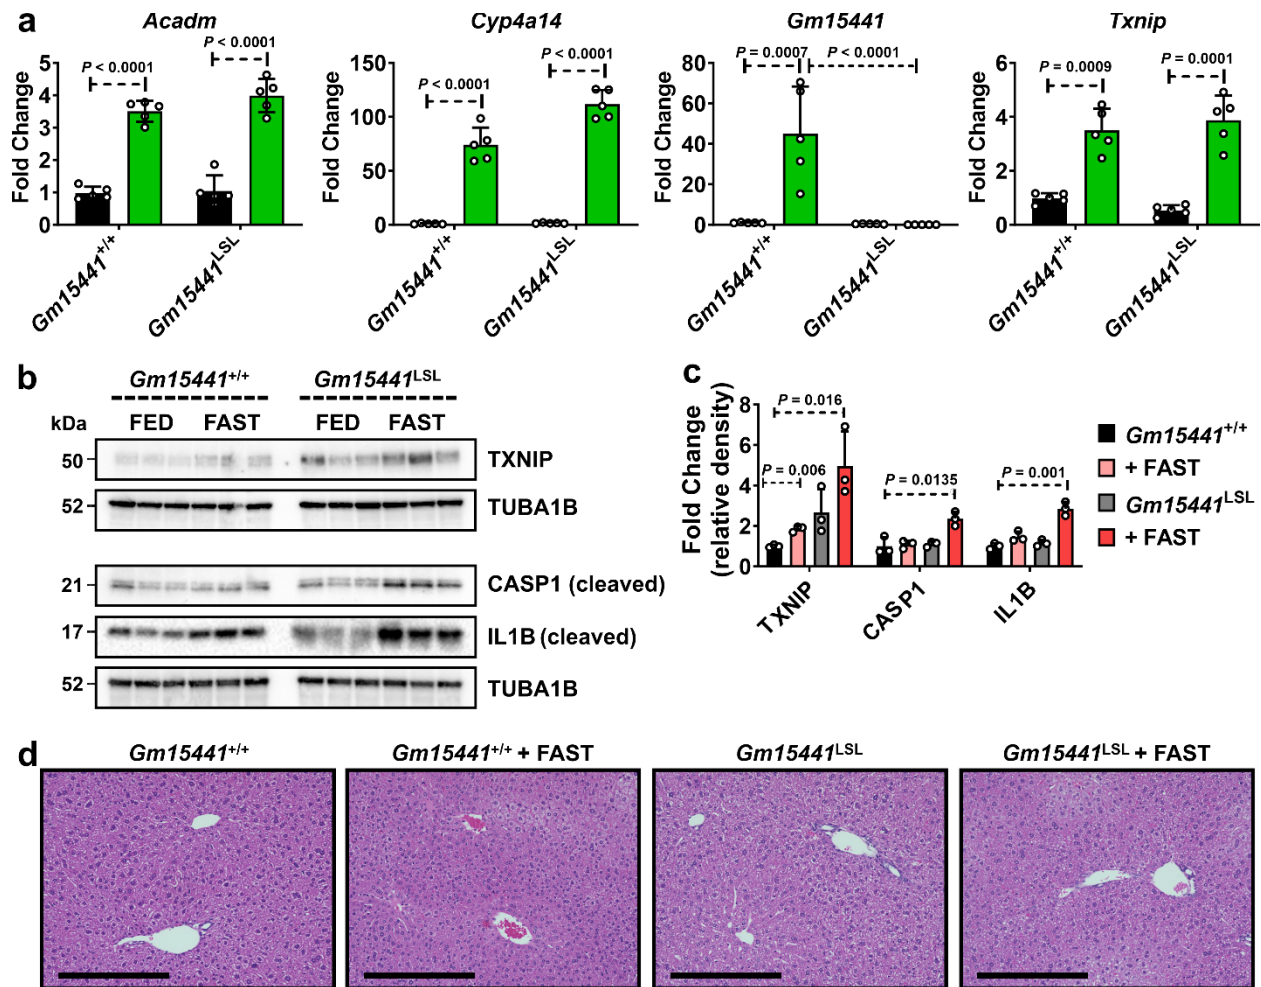 a
Acadm
Cyp4a14
Gm15441
Txnip
Fold Change
5
4
3
2
1
0
P < 0.0001
P < 0.0001
Gm15441+/+
Gm15441LSL
Fold Change
150
100
50
0
P < 0.0001
P < 0.0001
Gm15441+/+
Gm15441LSL
Fold Change
80
60
40
20
0
P = 0.0007
P < 0.0001
Gm15441+/+
Gm15441LSL
Fold Change
6
4
2
0
P = 0.0009
P = 0.0001
Gm15441+/+
Gm15441LSL
b
Gm15441+/+ Gm15441LSL
kDa FED FAST FED FAST
50 TXNIP
52 TUBA1B
21 CASP1 (cleaved)
17 IL1B (cleaved)
52 TUBA1B
c
Fold Change
(relative density)
8
6
4
2
0
P = 0.016
P = 0.006
P = 0.0135
P = 0.001
TXNIP
CASP1
IL1B
Gm15441+/+
+ FAST
Gm15441LSL
+ FAST
d
Gm15441+/+
Gm15441+/+ + FAST
Gm15441LSL
Gm15441LSL + FAST